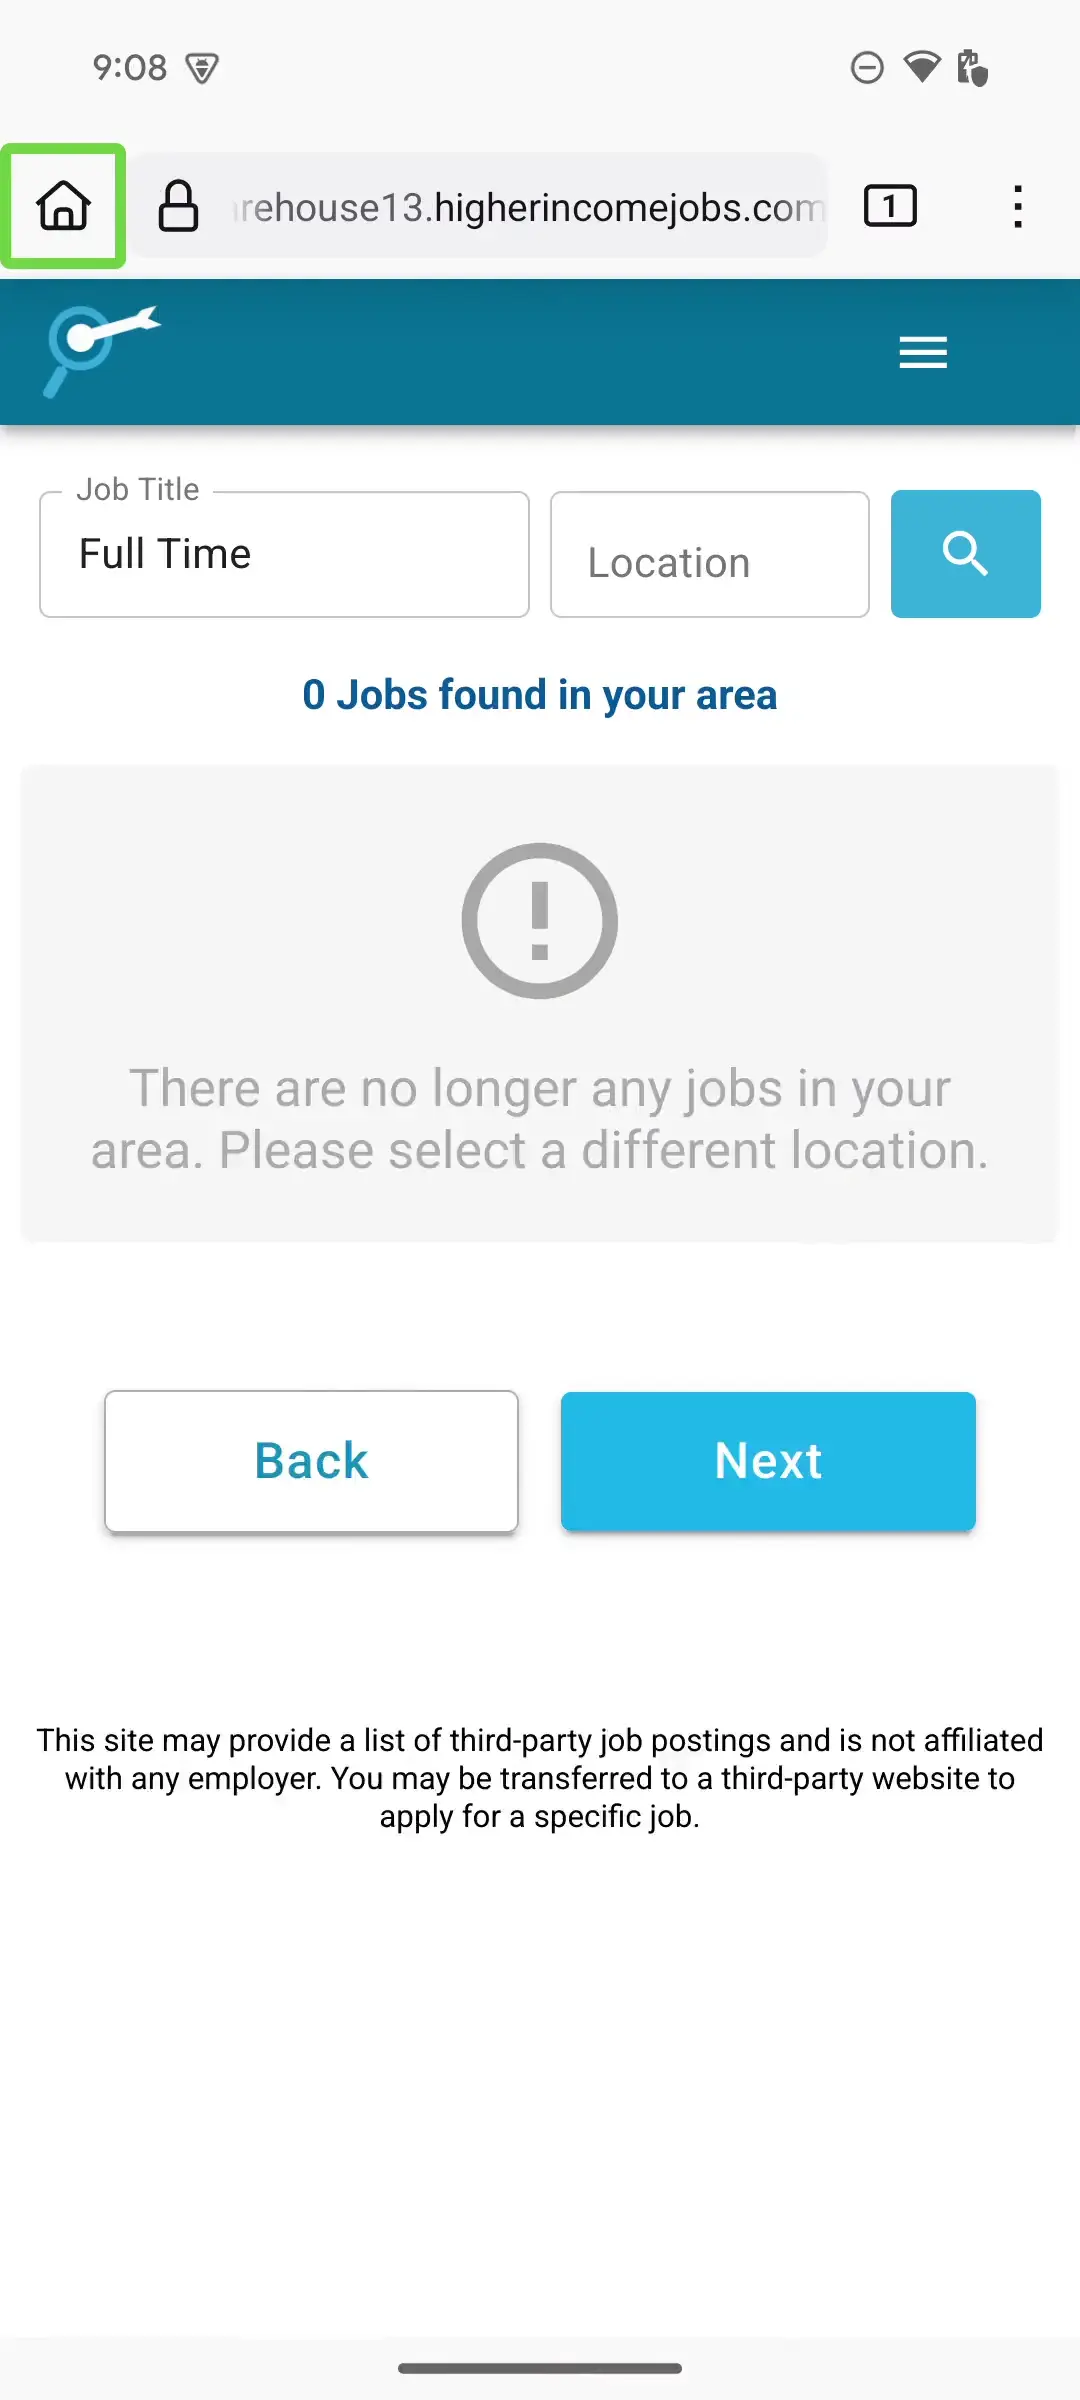 9:08
rehouse13.higherincomejobs.com
1
Job Title
Full Time
Location
0 Jobs found in your area
There are no longer any jobs in your
area. Please select a different location.
Back
Next
This site may provide a list of third-party job postings and is not affiliated
with any employer. You may be transferred to a third-party website to
apply for a specific job.